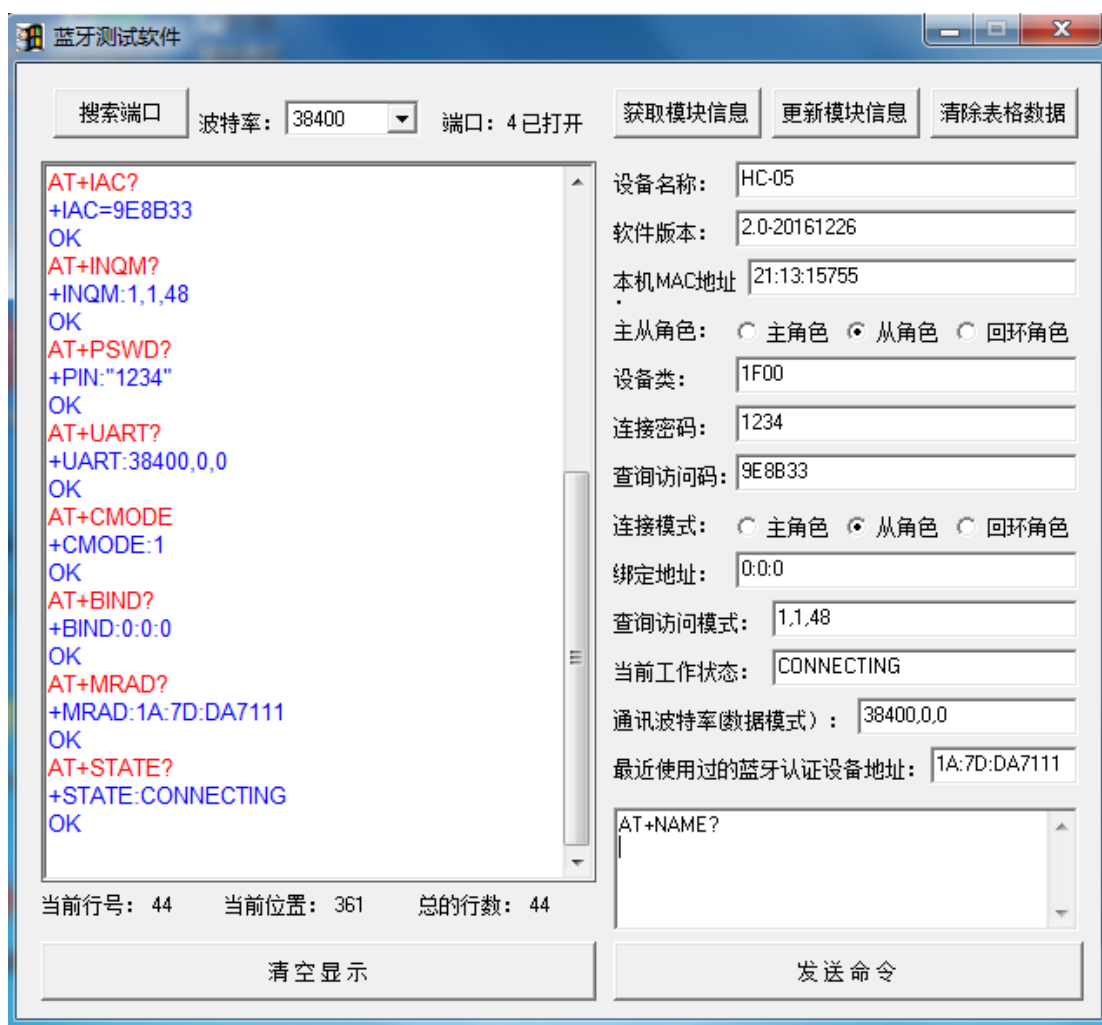 蓝牙测试软件
搜索端口 波特率: 38400 端口: 4已打开 获取模块信息 更新模块信息 清除表格数据
AT+IAC?
+IAC=9E8B33
OK
AT+INQM?
+INQM:1,1,48
OK
AT+PSWD?
+PIN:"1234"
OK
AT+UART?
+UART:38400,0,0
OK
AT+CMODE
+CMODE:1
OK
AT+BIND?
+BIND:0:0:0
OK
AT+MRAD?
+MRAD:1A:7D:DA7111
OK
AT+STATE?
+STATE:CONNECTING
OK
当前行号: 44 当前位置: 361 总的行数: 44
清空显示
设备名称: HC-05
软件版本: 2.0-20161226
本机MAC地址 21:13:15755
主从角色: 主角色 从角色 回环角色
设备类: 1F00
连接密码: 1234
查询访问码: 9E8B33
连接模式: 主角色 从角色 回环角色
绑定地址: 0:0:0
查询访问模式: 1,1,48
当前工作状态: CONNECTING
通讯波特率(数据模式): 38400,0,0
最近使用过的蓝牙认证设备地址: 1A:7D:DA7111
AT+NAME?
发送命令